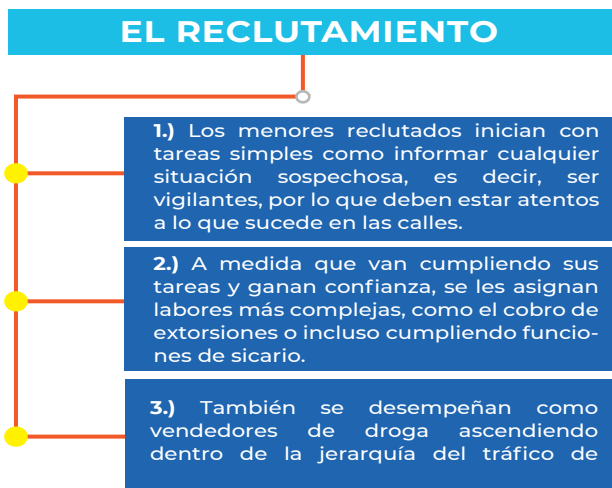 EL RECLUTAMIENTO
1.) Los menores reclutados inician con
tareas simples como informar cualquier
situación sospechosa, es decir, ser
vigilantes, por lo que deben estar atentos
a lo que sucede en las calles.
2.) A medida que van cumpliendo sus
tareas y ganan confianza, se les asignan
labores más complejas, como el cobro de
extorsiones o incluso cumpliendo funcio-
nes de sicario.
3.) También se desempeñan como
vendedores de droga ascendiendo
dentro de la jerarquía del tráfico de